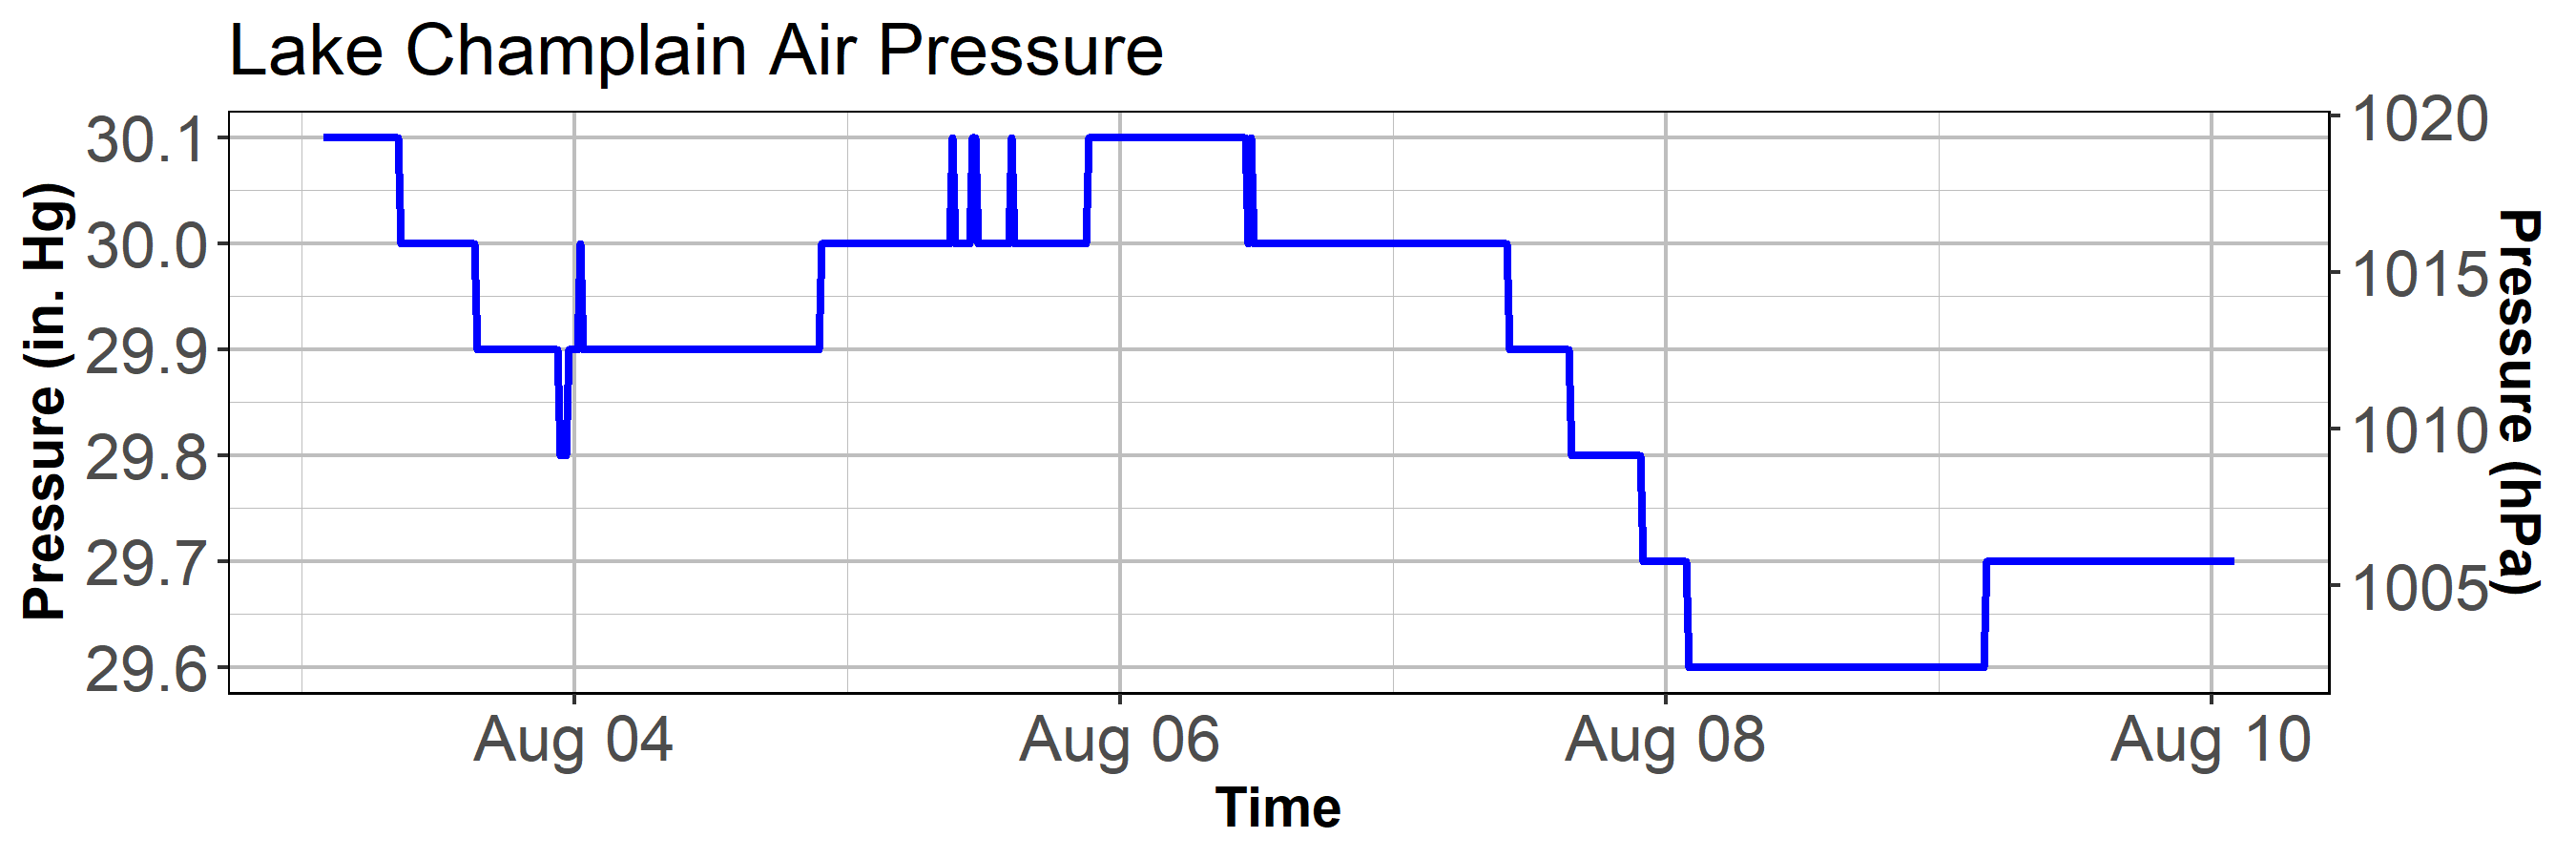 Lake Champlain Air Pressure
Pressure (in. Hg)
30.1
30.0
29.9
29.8
29.7
29.6
1020
1015
1010
1005
Pressure (hPa)
Aug 04
Aug 06
Aug 08
Aug 10
Time